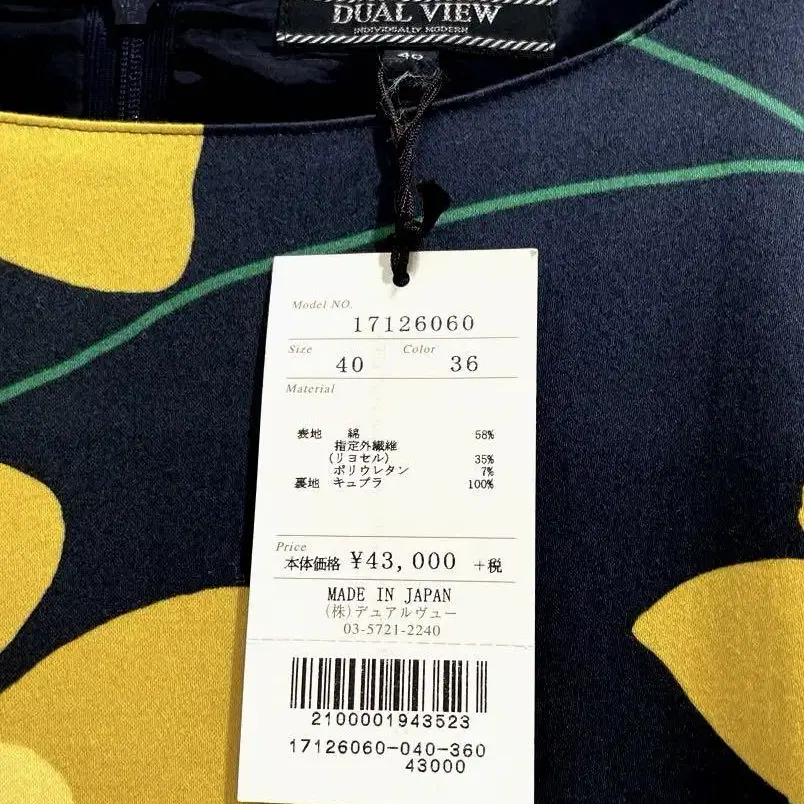 DUAL VIEW
INDIVIDUALLY MODERN
40
Model NO.
17126060
Size 40 Color 36
Material
表地 綿 58%
指定外繊維
(リヨセル) 35%
ポリウレタン 7%
裏地 キュプラ 100%
Price
本体価格 ¥43,000 +税
MADE IN JAPAN
(株)デュアルヴュー
03-5721-2240
2100001943523
17126060-040-360
43000